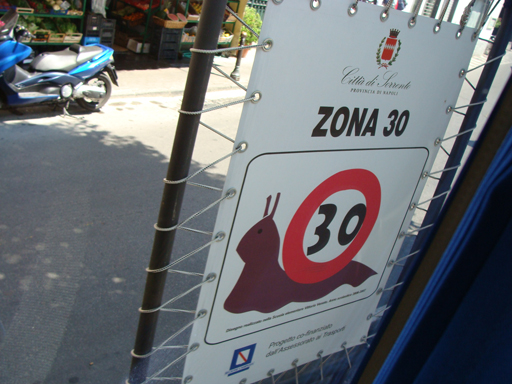 Città di Sorrento
PROVINCIA DI NAPOLI
ZONA 30
30
Progetto co-finanziato
dall'Assessorato ai Trasporti